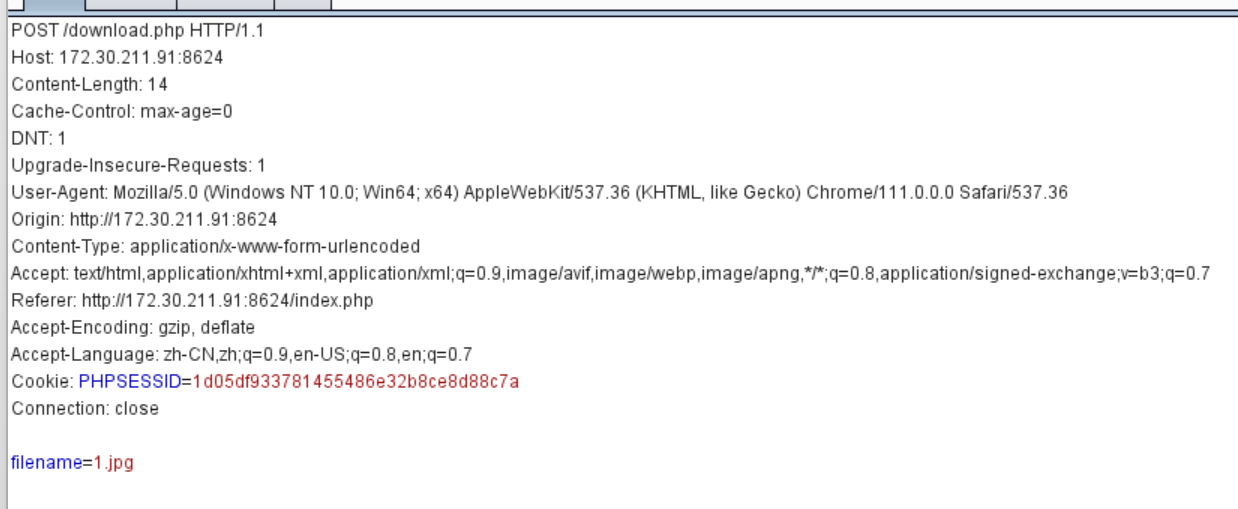 POST /download.php HTTP/1.1
Host: 172.30.211.91:8624
Content-Length: 14
Cache-Control: max-age=0
DNT: 1
Upgrade-Insecure-Requests: 1
User-Agent: Mozilla/5.0 (Windows NT 10.0; Win64; x64) AppleWebKit/537.36 (KHTML, like Gecko) Chrome/111.0.0.0 Safari/537.36
Origin: http://172.30.211.91:8624
Content-Type: application/x-www-form-urlencoded
Accept: text/html,application/xhtml+xml,application/xml;q=0.9,image/avif,image/webp,image/apng,*/*;q=0.8,application/signed-exchange;v=b3;q=0.7
Referer: http://172.30.211.91:8624/index.php
Accept-Encoding: gzip, deflate
Accept-Language: zh-CN,zh;q=0.9,en-US;q=0.8,en;q=0.7
Cookie: PHPSESSID=1d05df933781455486e32b8ce8d88c7a
Connection: close
filename=1.jpg